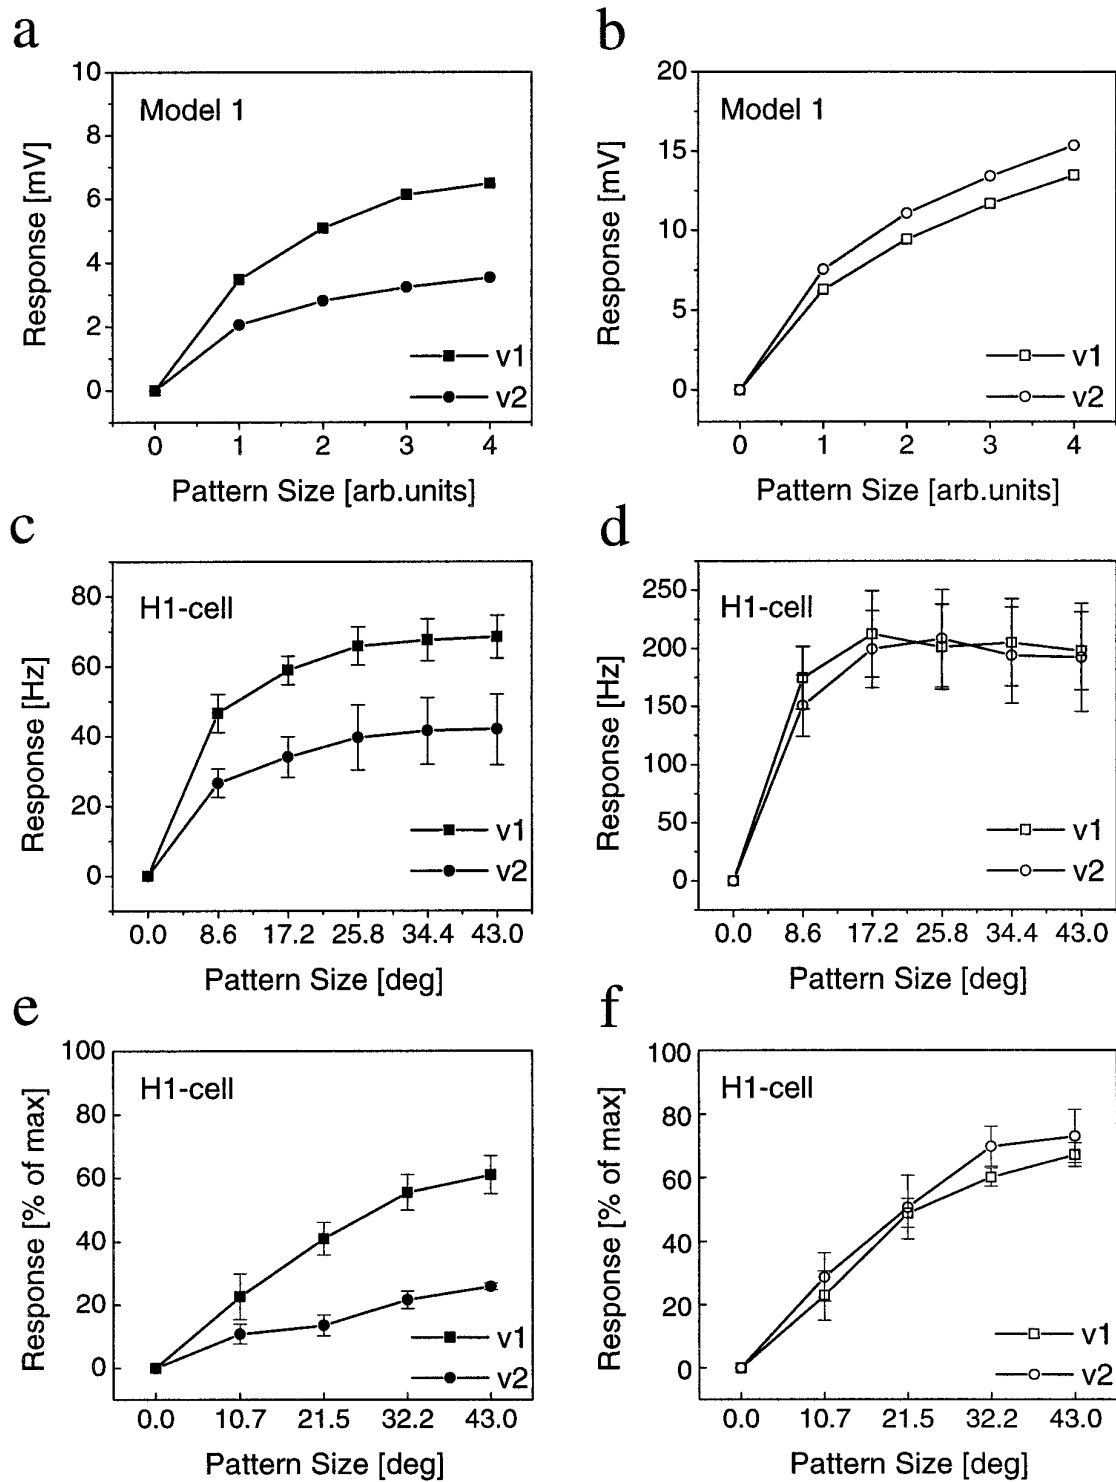 a
Response [mV]
10
8
6
4
2
0
Model 1
v1
v2
0 1 2 3 4
Pattern Size [arb.units]
b
Response [mV]
20
15
10
5
0
Model 1
v1
v2
0 1 2 3 4
Pattern Size [arb.units]
c
Response [Hz]
80
60
40
20
0
H1-cell
v1
v2
0.0 8.6 17.2 25.8 34.4 43.0
Pattern Size [deg]
d
Response [Hz]
250
200
150
100
50
0
H1-cell
v1
v2
0.0 8.6 17.2 25.8 34.4 43.0
Pattern Size [deg]
e
Response [% of max]
100
80
60
40
20
0
H1-cell
v1
v2
0.0 10.7 21.5 32.2 43.0
Pattern Size [deg]
f
Response [% of max]
100
80
60
40
20
0
H1-cell
v1
v2
0.0 10.7 21.5 32.2 43.0
Pattern Size [deg]